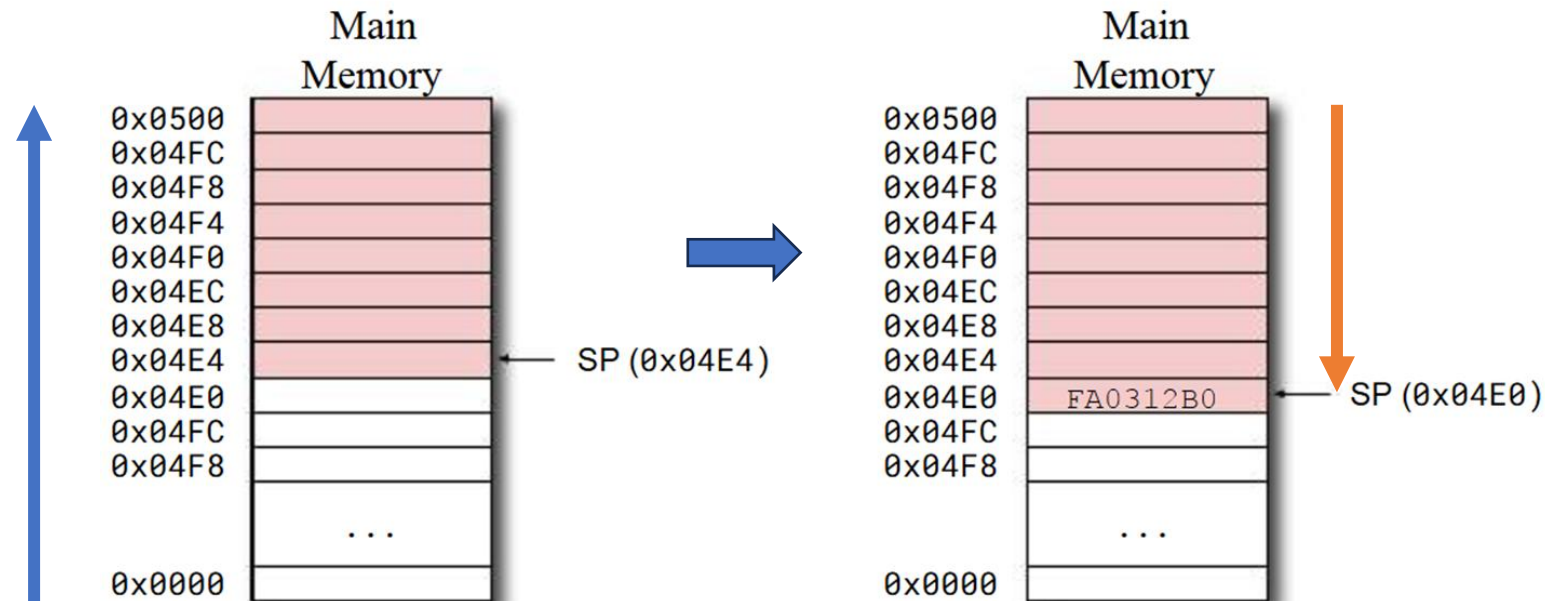 Main
Memory
0x0500
0x04FC
0x04F8
0x04F4
0x04F0
0x04EC
0x04E8
0x04E4
SP (0x04E4)
0x04E0
0x04FC
0x04F8
...
0x0000
Main
Memory
0x0500
0x04FC
0x04F8
0x04F4
0x04F0
0x04EC
0x04E8
0x04E4
0x04E0
FA0312B0
SP (0x04E0)
0x04FC
0x04F8
...
0x0000